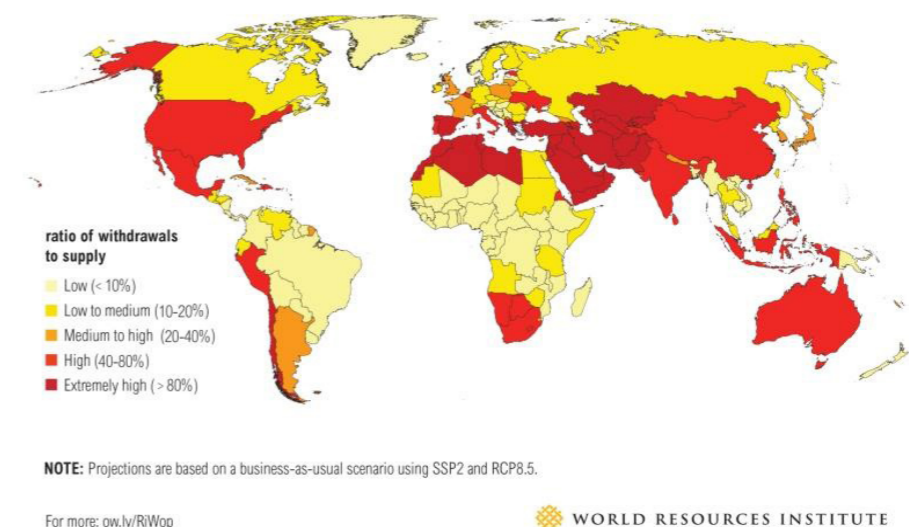 ratio of withdrawals
to supply
Low (< 10%)
Low to medium (10-20%)
Medium to high (20-40%)
High (40-80%)
Extremely high (> 80%)
NOTE: Projections are based on a business-as-usual scenario using SSP2 and RCP8.5.
For more: ow.ly/RiWop
WORLD RESOURCES INSTITUTE